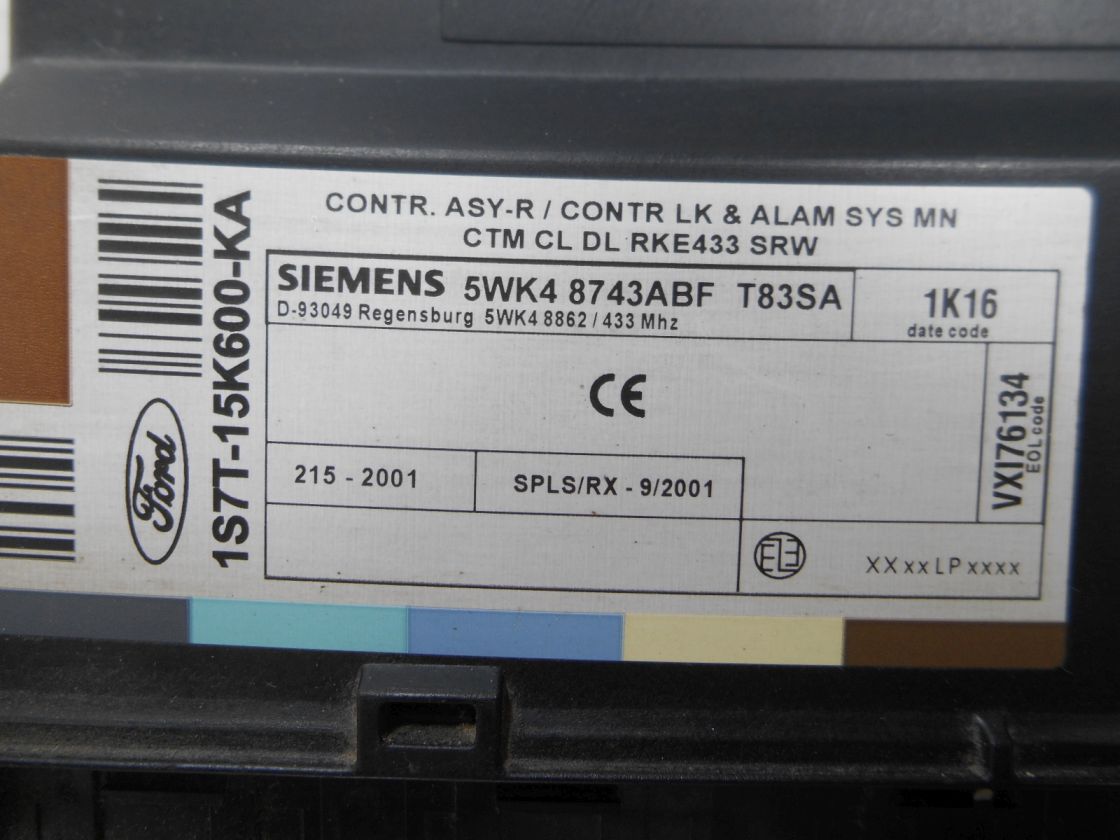 CONTR. ASY-R / CONTR LK & ALAM SYS MN
CTM CL DL RKE433 SRW
SIEMENS 5WK4 8743ABF T83SA
D-93049 Regensburg 5WK4 8862 / 433 Mhz
1K16
date code
CE
VXI76134
EOL code
215 - 2001
SPLS/RX - 9/2001
ELE
XXxxLPxxxx
Ford
1S7T-15K600-KA